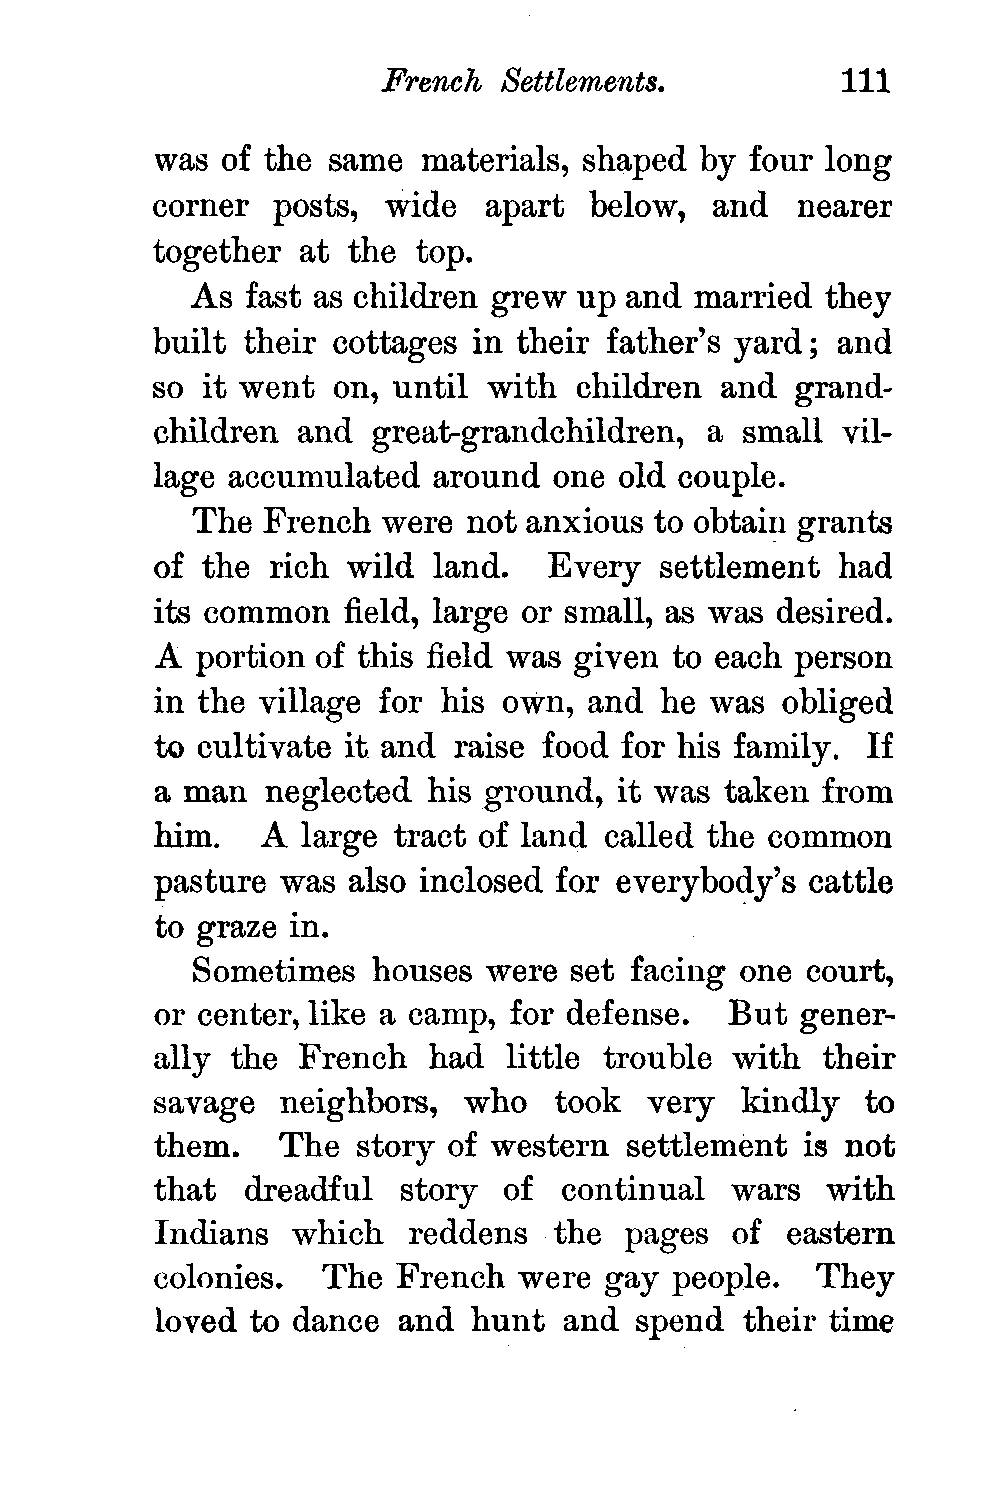 French Settlements. 111
was of the same materials, shaped by four long
corner posts, wide apart below, and nearer
together at the top.
As fast as children grew up and married they
built their cottages in their father's yard; and
so it went on, until with children and grand-
children and great-grandchildren, a small vil-
lage accumulated around one old couple.
The French were not anxious to obtain grants
of the rich wild land. Every settlement had
its common field, large or small, as was desired.
A portion of this field was given to each person
in the village for his own, and he was obliged
to cultivate it and raise food for his family. If
a man neglected his ground, it was taken from
him. A large tract of land called the common
pasture was also inclosed for everybody's cattle
to graze in.
Sometimes houses were set facing one court,
or center, like a camp, for defense. But gener-
ally the French had little trouble with their
savage neighbors, who took very kindly to
them. The story of western settlement is not
that dreadful story of continual wars with
Indians which reddens the pages of eastern
colonies. The French were gay people. They
loved to dance and hunt and spend their time